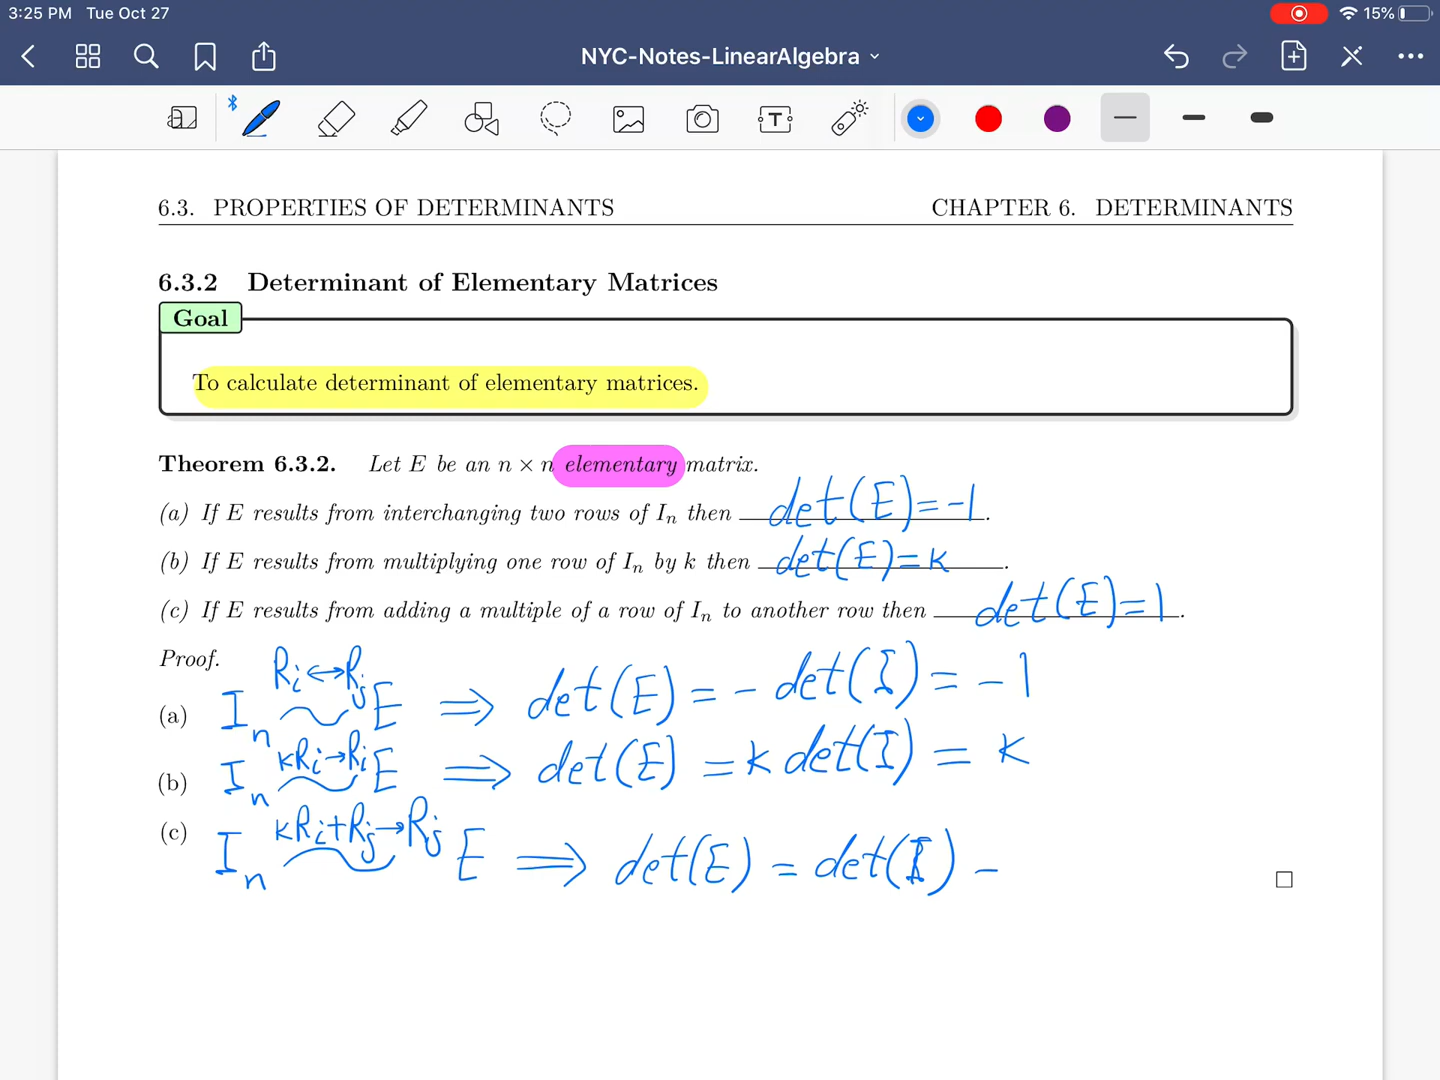 3:25 PM Tue Oct 27 15%
NYC-Notes-LinearAlgebra
6.3. PROPERTIES OF DETERMINANTS CHAPTER 6. DETERMINANTS
6.3.2 Determinant of Elementary Matrices
Goal
To calculate determinant of elementary matrices.
Theorem 6.3.2. Let E be an n × n elementary matrix.
(a) If E results from interchanging two rows of Iₙ then det(E)=-1.
(b) If E results from multiplying one row of Iₙ by k then det(E)=k.
(c) If E results from adding a multiple of a row of Iₙ to another row then det(E)=1.
Proof.
(a) Iₙ Rᵢ↔Rⱼ ~ E ⟹ det(E) = - det(I) = -1
(b) Iₙ kRᵢ→Rᵢ ~ E ⟹ det(E) = k det(I) = k
(c) Iₙ kRᵢ+Rⱼ→Rⱼ ~ E ⟹ det(E) = det(I) - □